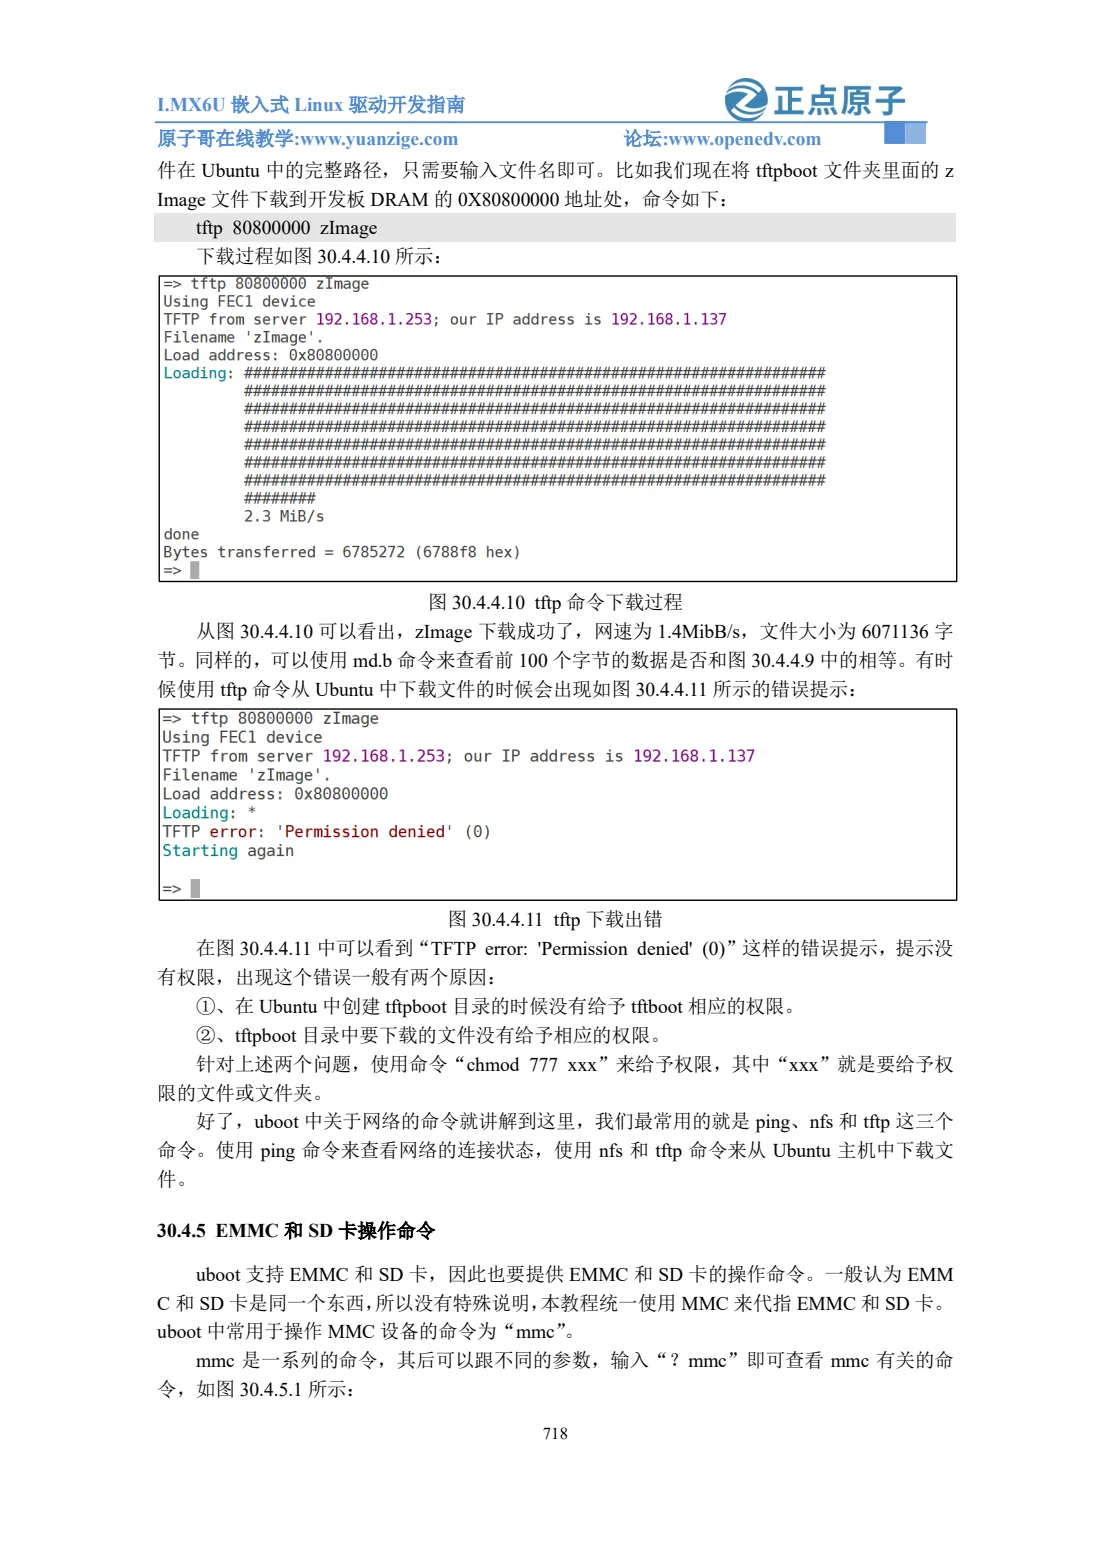 I.MX6U 嵌入式 Linux 驱动开发指南
正点原子
原子哥在线教学:www.yuanzige.com 论坛:www.openedv.com
件在 Ubuntu 中的完整路径，只需要输入文件名即可。比如我们现在将 tftpboot 文件夹里面的 z
Image 文件下载到开发板 DRAM 的 0X80800000 地址处，命令如下：
tftp 80800000 zImage
下载过程如图 30.4.4.10 所示：
=> tftp 80800000 zImage
Using FEC1 device
TFTP from server 192.168.1.253; our IP address is 192.168.1.137
Filename 'zImage'.
Load address: 0x80800000
Loading: #################################################################
#################################################################
#################################################################
#################################################################
#################################################################
#################################################################
#################################################################
########
2.3 MiB/s
done
Bytes transferred = 6785272 (6788f8 hex)
=>
图 30.4.4.10 tftp 命令下载过程
从图 30.4.4.10 可以看出，zImage 下载成功了，网速为 1.4MibB/s，文件大小为 6071136 字
节。同样的，可以使用 md.b 命令来查看前 100 个字节的数据是否和图 30.4.4.9 中的相等。有时
候使用 tftp 命令从 Ubuntu 中下载文件的时候会出现如图 30.4.4.11 所示的错误提示：
=> tftp 80800000 zImage
Using FEC1 device
TFTP from server 192.168.1.253; our IP address is 192.168.1.137
Filename 'zImage'.
Load address: 0x80800000
Loading: *
TFTP error: 'Permission denied' (0)
Starting again
=>
图 30.4.4.11 tftp 下载出错
在图 30.4.4.11 中可以看到“TFTP error: 'Permission denied' (0)”这样的错误提示，提示没
有权限，出现这个错误一般有两个原因：
①、在 Ubuntu 中创建 tftpboot 目录的时候没有给予 tftboot 相应的权限。
②、tftpboot 目录中要下载的文件没有给予相应的权限。
针对上述两个问题，使用命令“chmod 777 xxx”来给予权限，其中“xxx”就是要给予权
限的文件或文件夹。
好了，uboot 中关于网络的命令就讲解到这里，我们最常用的就是 ping、nfs 和 tftp 这三个
命令。使用 ping 命令来查看网络的连接状态，使用 nfs 和 tftp 命令来从 Ubuntu 主机中下载文
件。
30.4.5 EMMC 和 SD 卡操作命令
uboot 支持 EMMC 和 SD 卡，因此也要提供 EMMC 和 SD 卡的操作命令。一般认为 EMM
C 和 SD 卡是同一个东西，所以没有特殊说明，本教程统一使用 MMC 来代指 EMMC 和 SD 卡。
uboot 中常用于操作 MMC 设备的命令为“mmc”。
mmc 是一系列的命令，其后可以跟不同的参数，输入“？mmc”即可查看 mmc 有关的命
令，如图 30.4.5.1 所示：
718